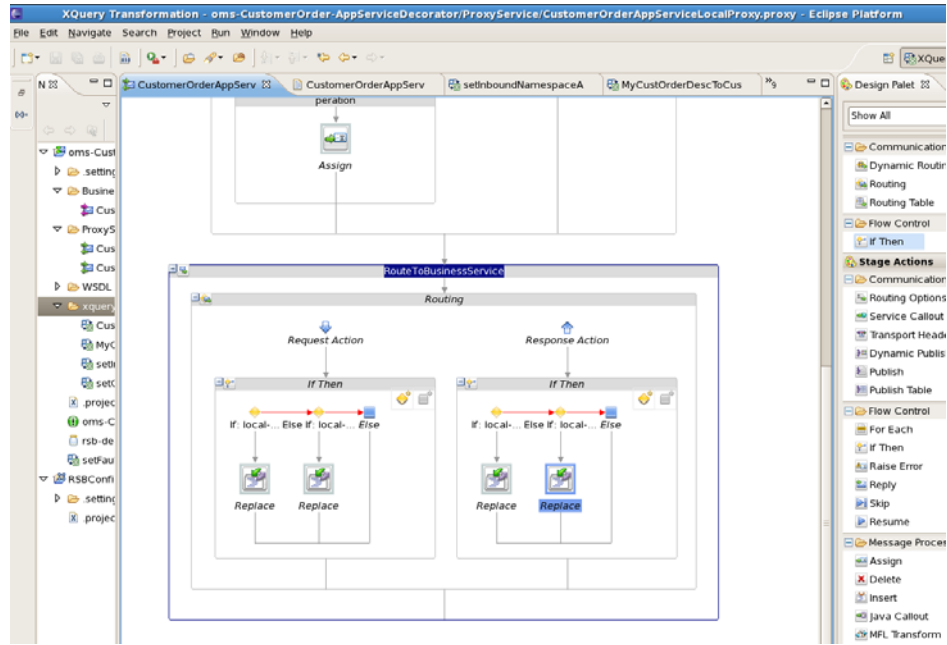 XQuery Transformation - oms-CustomerOrder-AppServiceDecorator/ProxyService/CustomerOrderAppServiceLocalProxy.proxy - Eclipse Platform
File Edit Navigate Search Project Run Window Help
XQue
N
CustomerOrderAppServ
CustomerOrderAppServ
setInboundNamespaceA
MyCustOrderDescToCus
»9
Design Palet
Show All
oms-Cust
.setting
Busine
Cus
ProxyS
Cus
Cus
WSDL
xquery
Cus
MyC
setIn
setC
.projec
oms-C
rsb-de
setFau
RSBConfi
.setting
.projec
peration
Assign
RouteToBusinessService
Routing
Request Action
Response Action
If Then
If Then
If: local-... Else If: local-... Else
If: local-... Else If: local-... Else
Replace
Replace
Replace
Replace
Communication
Dynamic Routin
Routing
Routing Table
Flow Control
If Then
Stage Actions
Communication
Routing Options
Service Callout
Transport Heade
Dynamic Publis
Publish
Publish Table
Flow Control
For Each
If Then
Raise Error
Reply
Skip
Resume
Message Proces
Assign
Delete
Insert
Java Callout
MFL Transform